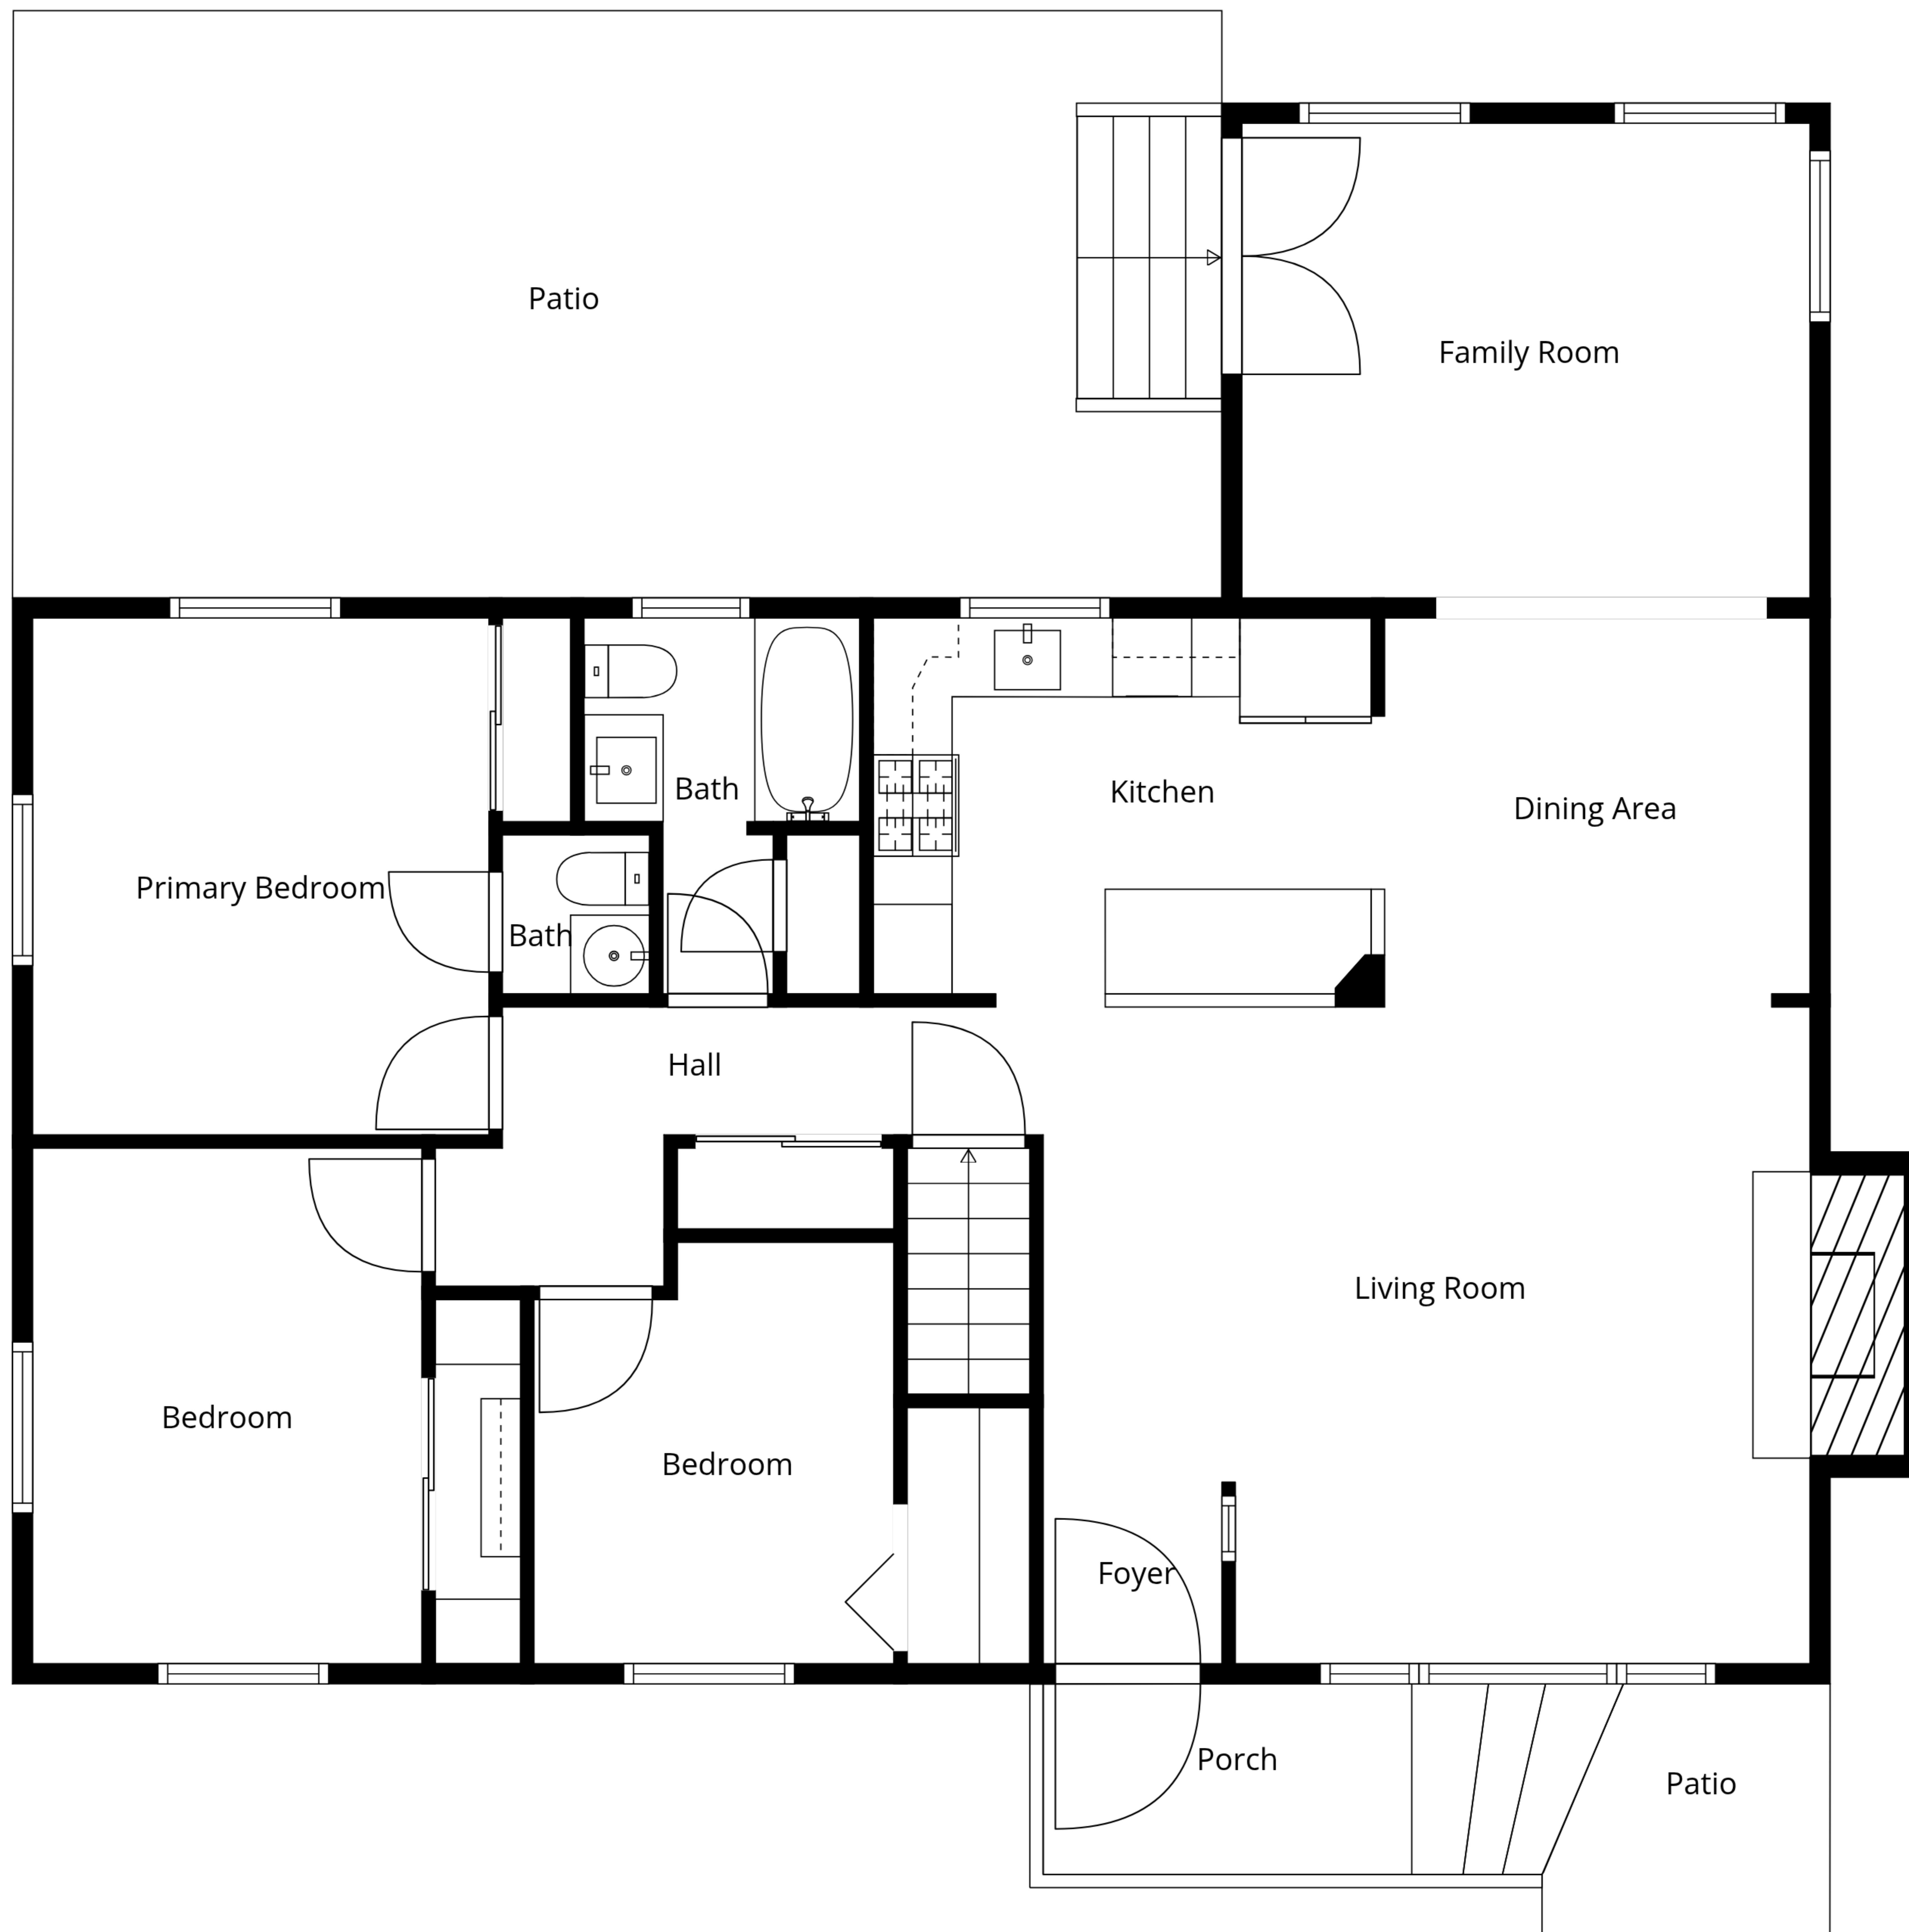 Patio
Family Room
Bath
Kitchen
Dining Area
Primary Bedroom
Bath
Hall
Living Room
Bedroom
Bedroom
Foyer
Porch
Patio